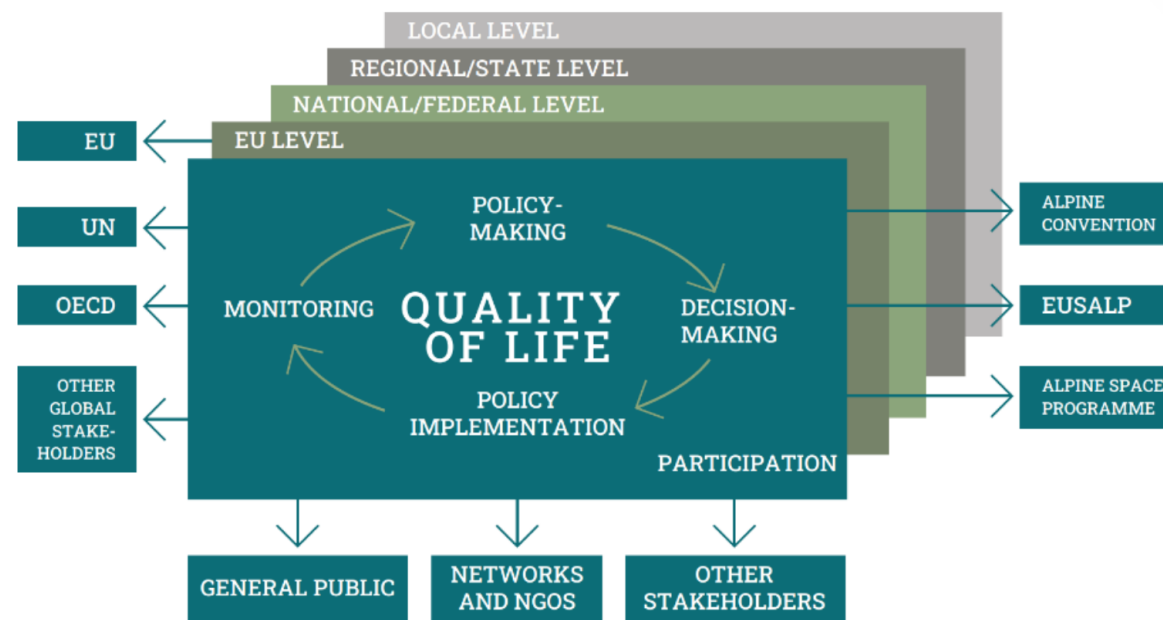 LOCAL LEVEL
REGIONAL/STATE LEVEL
NATIONAL/FEDERAL LEVEL
EU LEVEL
EU
UN
OECD
OTHER
GLOBAL
STAKE-
HOLDERS
POLICY-
MAKING
MONITORING
QUALITY
OF LIFE
DECISION-
MAKING
POLICY
IMPLEMENTATION
PARTICIPATION
ALPINE
CONVENTION
EUSALP
ALPINE SPACE
PROGRAMME
GENERAL PUBLIC
NETWORKS
AND NGOS
OTHER
STAKEHOLDERS